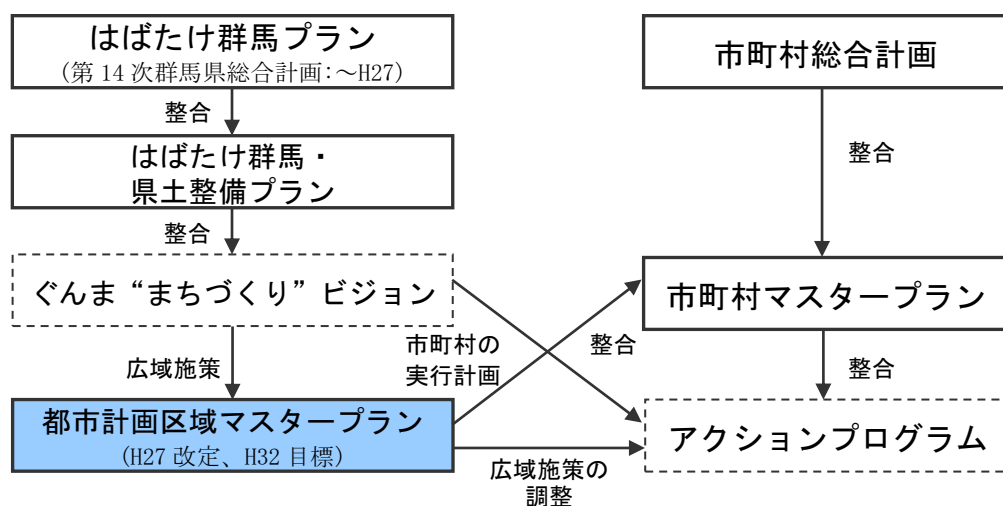 はばたけ群馬プラン
(第14次群馬県総合計画:～H27)
整合
はばたけ群馬・
県土整備プラン
整合
ぐんま“まちづくり”ビジョン
広域施策
都市計画区域マスタープラン
(H27改定、H32目標)
市町村の
実行計画
整合
広域施策の
調整
市町村総合計画
整合
市町村マスタープラン
整合
アクションプログラム